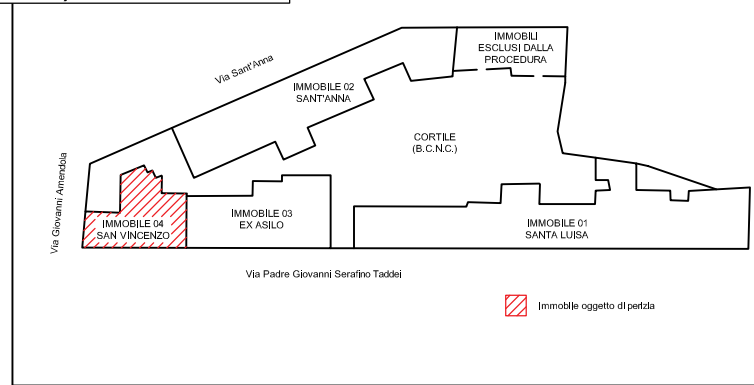 IMMOBILI
ESCLUSI DALLA
PROCEDURA
Via Sant'Anna
IMMOBILE 02
SANT'ANNA
CORTILE
(B.C.N.C.)
Via Giovanni Amendola
IMMOBILE 04
SAN VINCENZO
IMMOBILE 03
EX ASILO
IMMOBILE 01
SANTA LUISA
Via Padre Giovanni Serafino Taddei
Immobile oggetto di perizia